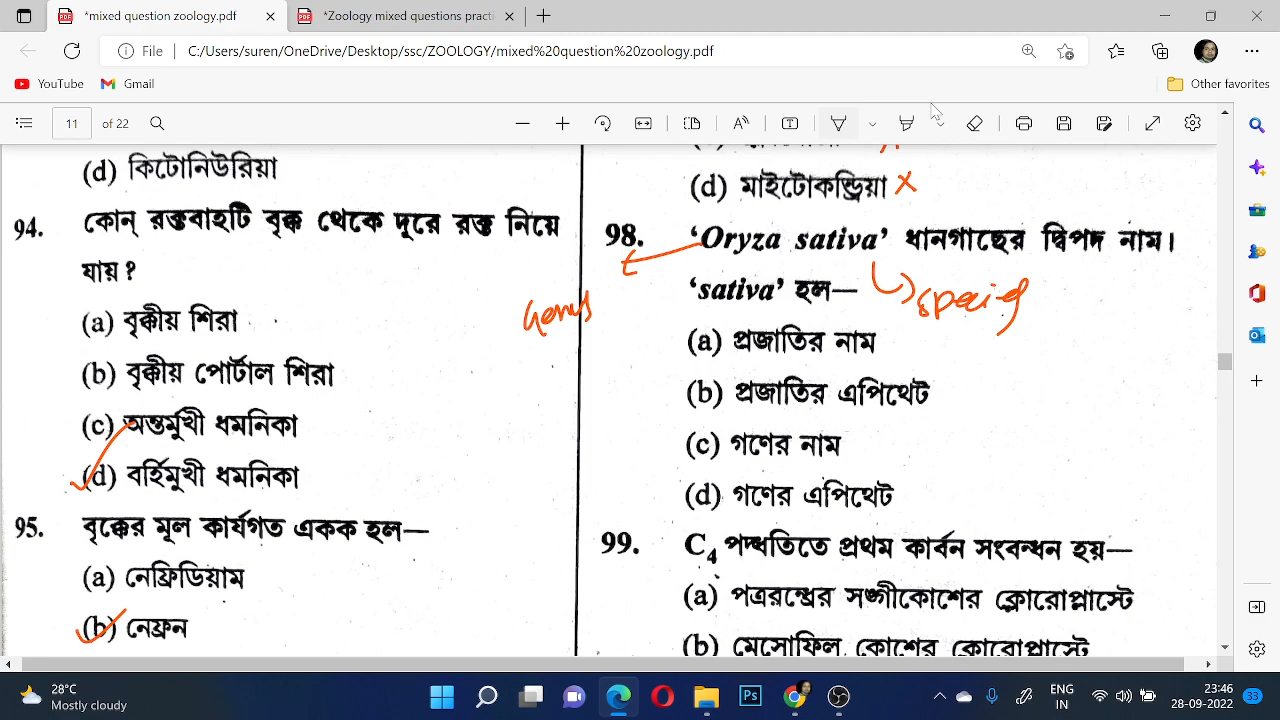 *mixed question zoology.pdf
*Zoology mixed questions practi
File
C:/Users/suren/OneDrive/Desktop/ssc/ZOOLOGY/mixed%20question%20zoology.pdf
YouTube
Gmail
Other favorites
11
of 22
(d) কিটোনিউরিয়া
94. কোন্ রক্তবাহটি বৃক্ক থেকে দূরে রক্ত নিয়ে
যায়?
(a) বৃক্কীয় শিরা
(b) বৃক্কীয় পোর্টাল শিরা
(c) অন্তর্মুখী ধমনিকা
(d) বর্হিমুখী ধমনিকা
95. বৃক্কের মূল কার্যগত একক হল—
(a) নেফ্রিডিয়াম
(b) নেফ্রন
(d) মাইটোকন্ড্রিয়া X
98. ‘Oryza sativa’ ধানগাছের দ্বিপদ নাম।
‘sativa’ হল—
Genus
species
(a) প্রজাতির নাম
(b) প্রজাতির এপিথেট
(c) গণের নাম
(d) গণের এপিথেট
99. C₄ পদ্ধতিতে প্রথম কার্বন সংবন্ধন হয়—
(a) পত্ররন্ধ্রের সঙ্গীকোশের ক্লোরোপ্লাস্টে
(b) মেসোফিল কোশের ক্লোরোপ্লাস্টে
28°C
Mostly cloudy
ENG
IN
23:46
28-09-2022
33